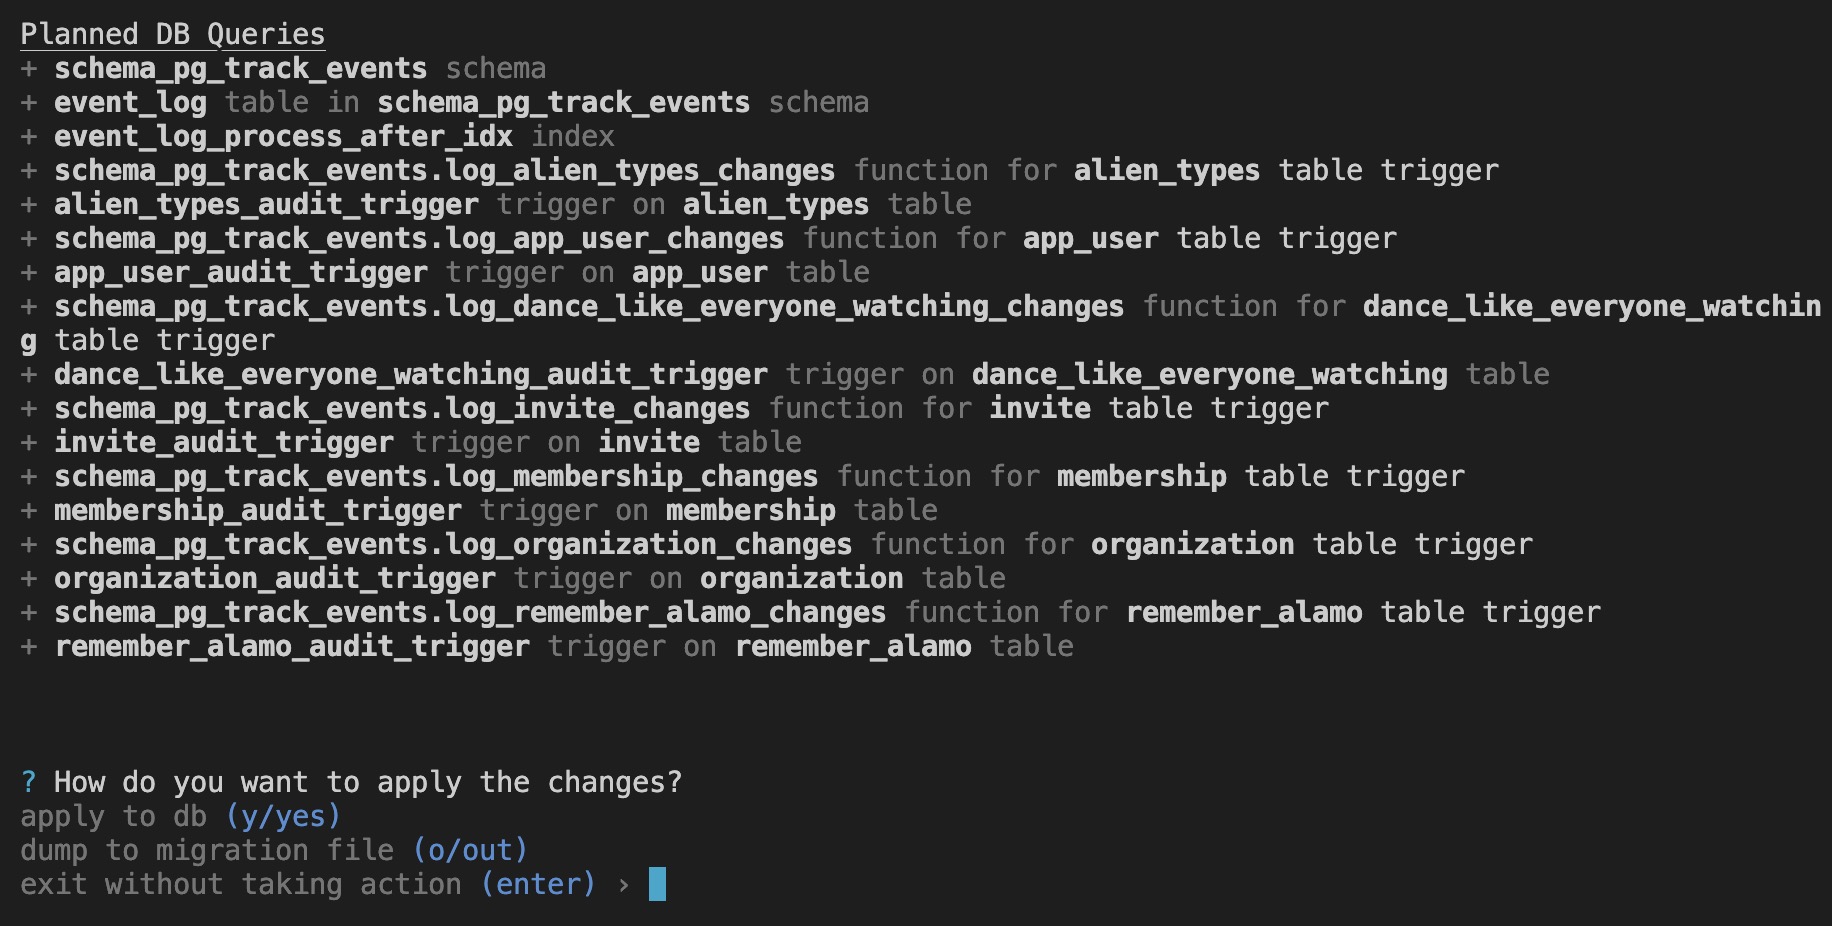 Planned DB Queries
+ schema_pg_track_events schema
+ event_log table in schema_pg_track_events schema
+ event_log_process_after_idx index
+ schema_pg_track_events.log_alien_types_changes function for alien_types table trigger
+ alien_types_audit_trigger trigger on alien_types table
+ schema_pg_track_events.log_app_user_changes function for app_user table trigger
+ app_user_audit_trigger trigger on app_user table
+ schema_pg_track_events.log_dance_like_everyone_watching_changes function for dance_like_everyone_watchin
g table trigger
+ dance_like_everyone_watching_audit_trigger trigger on dance_like_everyone_watching table
+ schema_pg_track_events.log_invite_changes function for invite table trigger
+ invite_audit_trigger trigger on invite table
+ schema_pg_track_events.log_membership_changes function for membership table trigger
+ membership_audit_trigger trigger on membership table
+ schema_pg_track_events.log_organization_changes function for organization table trigger
+ organization_audit_trigger trigger on organization table
+ schema_pg_track_events.log_remember_alamo_changes function for remember_alamo table trigger
+ remember_alamo_audit_trigger trigger on remember_alamo table
? How do you want to apply the changes?
apply to db (y/yes)
dump to migration file (o/out)
exit without taking action (enter) ›